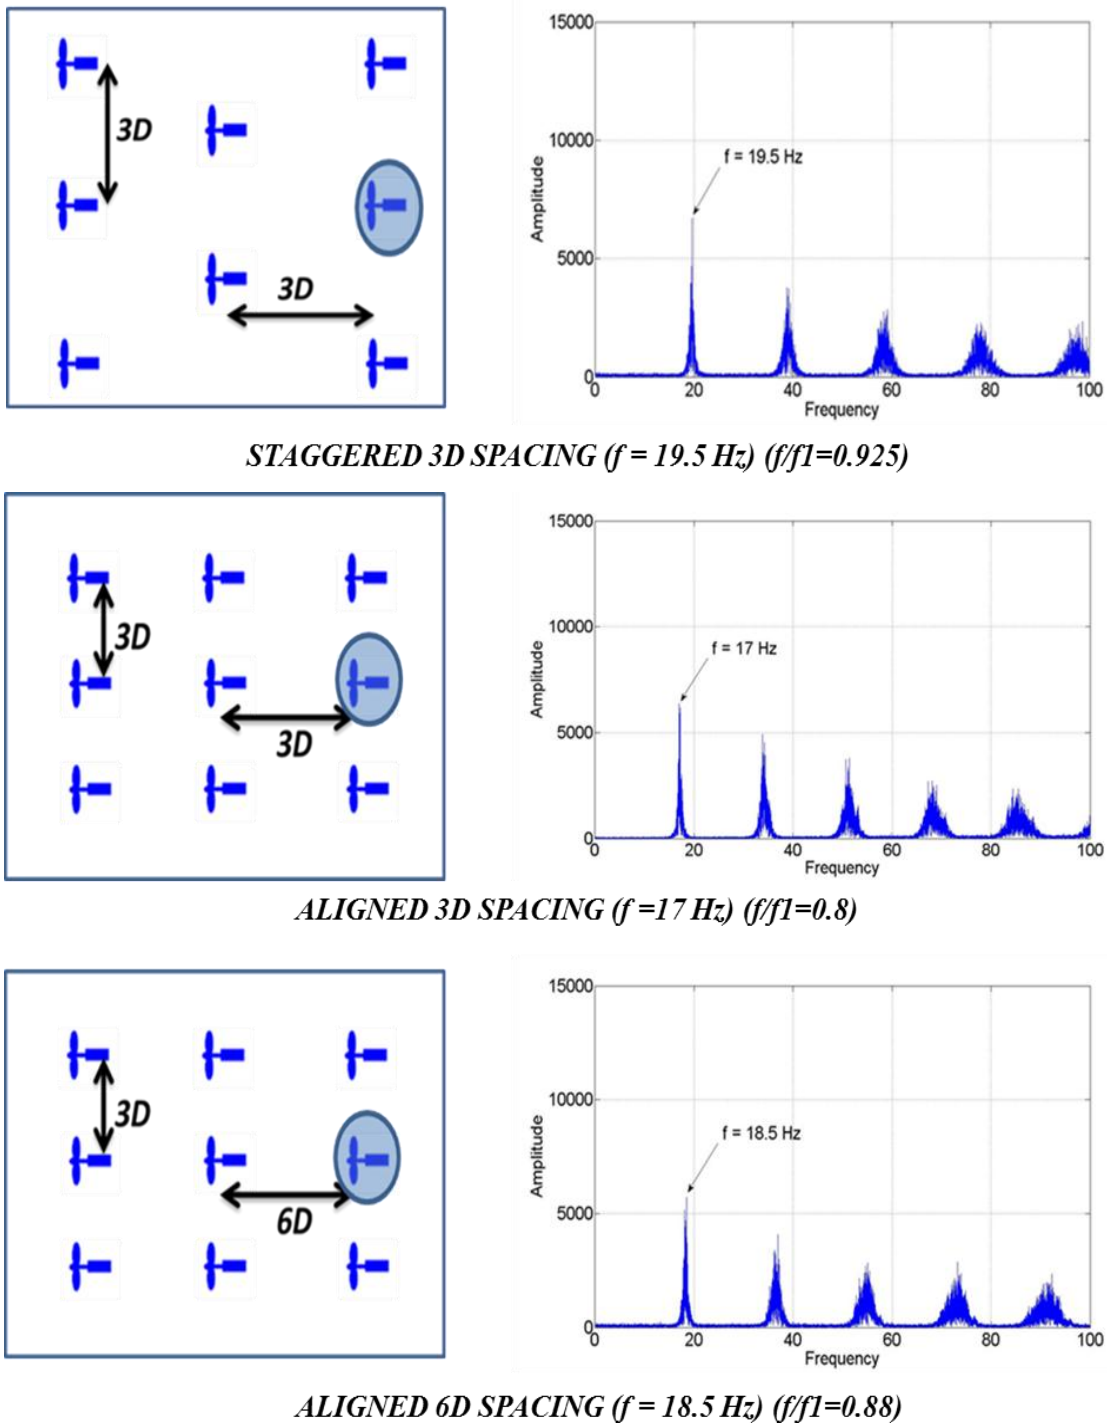 3D
3D
15000
10000
5000
0
0 20 40 60 80 100
Amplitude
Frequency
f = 19.5 Hz
STAGGERED 3D SPACING (f = 19.5 Hz) (f/f1=0.925)
3D
3D
15000
10000
5000
0
0 20 40 60 80 100
Amplitude
Frequency
f = 17 Hz
ALIGNED 3D SPACING (f =17 Hz) (f/f1=0.8)
3D
6D
15000
10000
5000
0
0 20 40 60 80 100
Amplitude
Frequency
f = 18.5 Hz
ALIGNED 6D SPACING (f = 18.5 Hz) (f/f1=0.88)